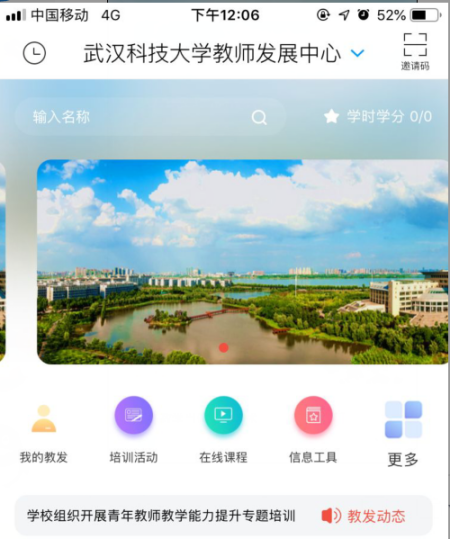 中国移动 4G 下午12:06 52%
武汉科技大学教师发展中心
邀请码
输入名称 学时学分 0/0
我的教发 培训活动 在线课程 信息工具 更多
学校组织开展青年教师教学能力提升专题培训 教发动态